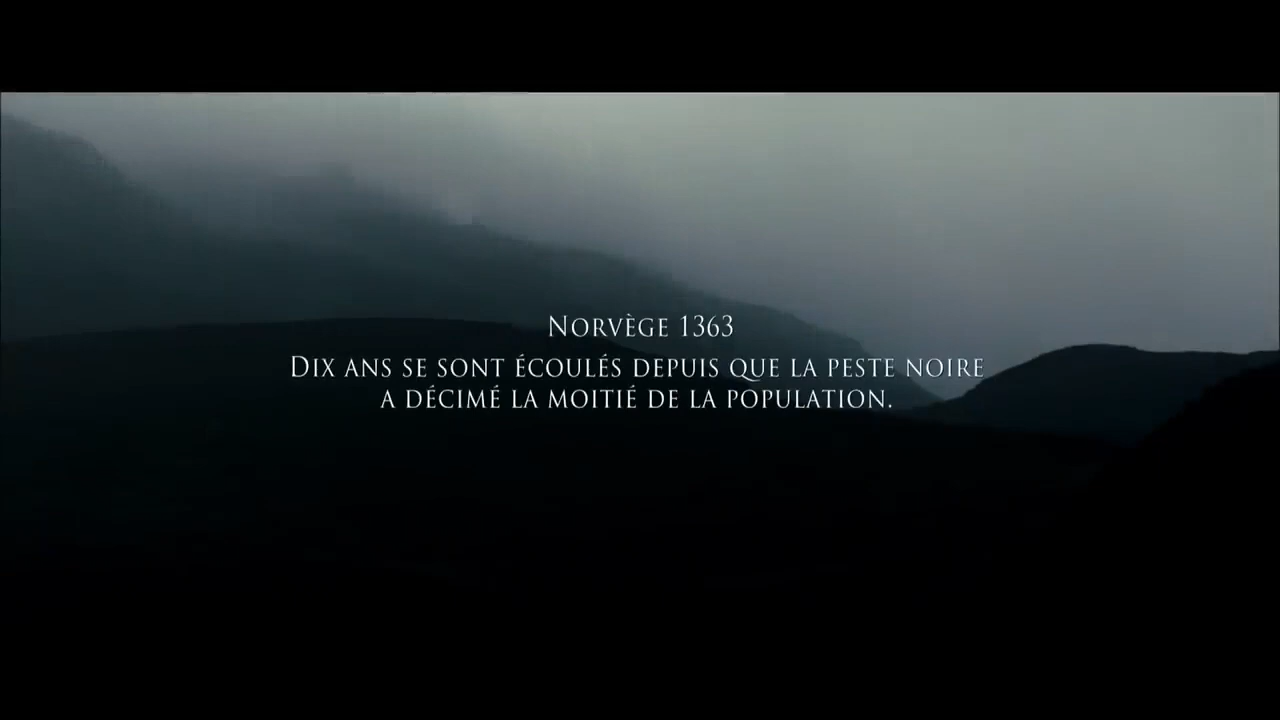 Norvège 1363
Dix ans se sont écoulés depuis que la peste noire
a décimé la moitié de la population.